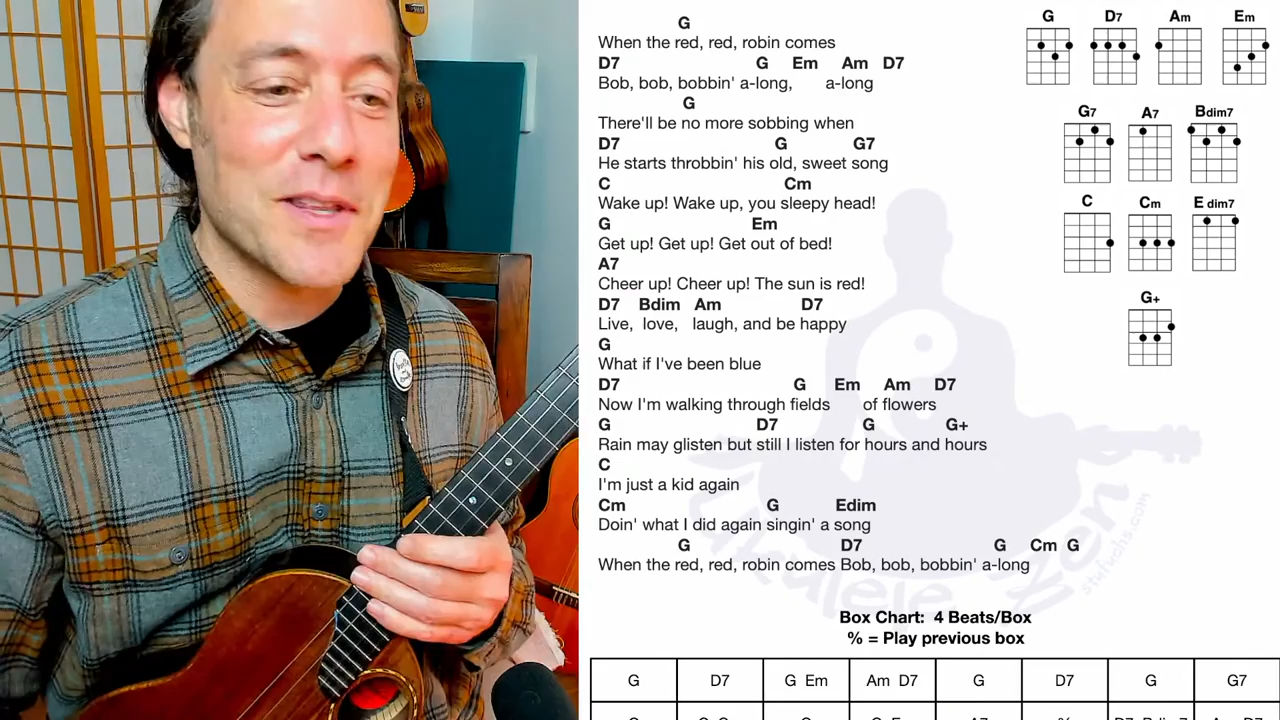 G
When the red, red, robin comes
D7 G Em Am D7
Bob, bob, bobbin' a-long, a-long
G
There'll be no more sobbing when
D7 G G7
He starts throbbin' his old, sweet song
C Cm
Wake up! Wake up, you sleepy head!
G Em
Get up! Get up! Get out of bed!
A7
Cheer up! Cheer up! The sun is red!
D7 Bdim Am D7
Live, love, laugh, and be happy
G
What if I've been blue
D7 G Em Am D7
Now I'm walking through fields of flowers
G D7 G G+
Rain may glisten but still I listen for hours and hours
C
I'm just a kid again
Cm G Edim
Doin' what I did again singin' a song
G D7 G Cm G
When the red, red, robin comes Bob, bob, bobbin' a-long
G D7 Am Em
G7 A7 Bdim7
C Cm E dim7
G+
Ukulele Zen
stufuchs.com
Box Chart: 4 Beats/Box
% = Play previous box
G D7 G Em Am D7 G D7 G G7